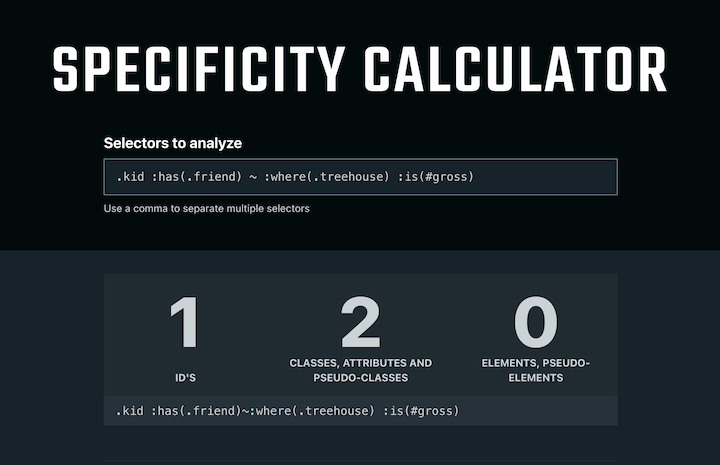 SPECIFICITY CALCULATOR
Selectors to analyze
.kid :has(.friend) ~ :where(.treehouse) :is(#gross)
Use a comma to separate multiple selectors
1
2
0
ID'S
CLASSES, ATTRIBUTES AND
PSEUDO-CLASSES
ELEMENTS, PSEUDO-
ELEMENTS
.kid :has(.friend)~:where(.treehouse) :is(#gross)